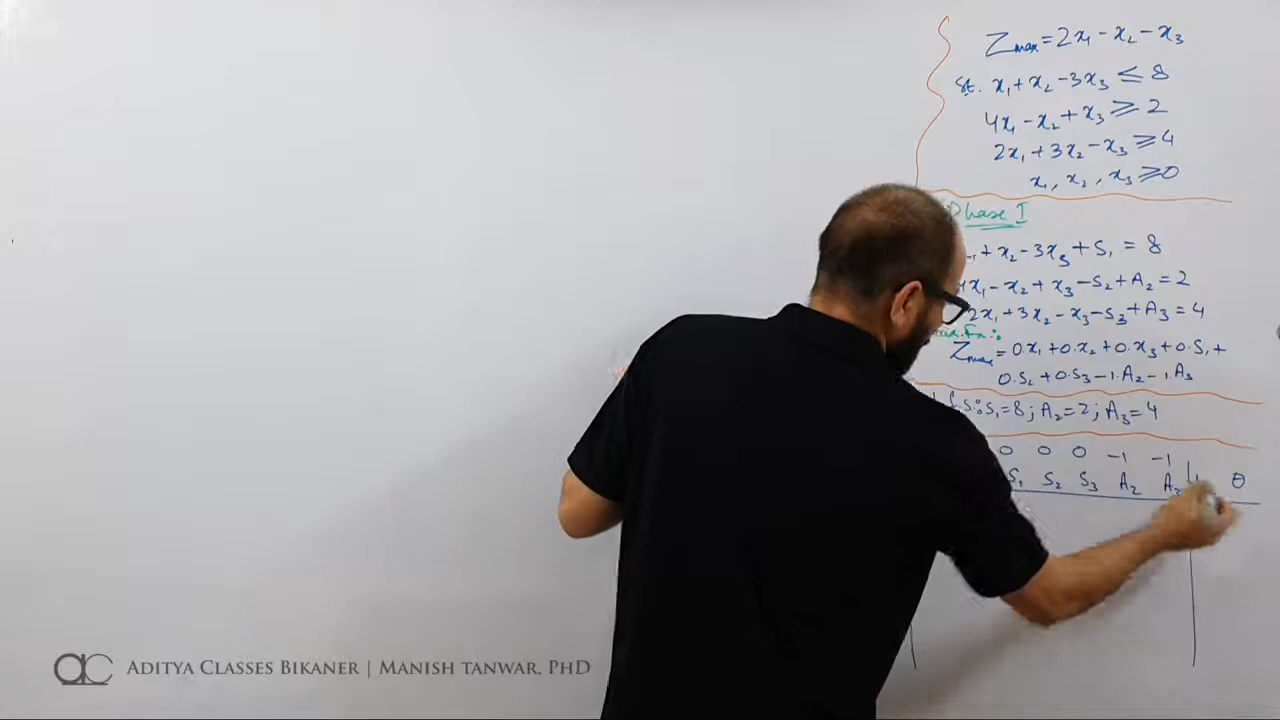 Zmax = 2x₁ - x₂ - x₃
St. x₁ + x₂ - 3x₃ ≤ 8
4x₁ - x₂ + x₃ ≥ 2
2x₁ + 3x₂ - x₃ ≥ 4
x₁, x₂, x₃ ≥ 0
Phase I
+ x₂ - 3x₃ + S₁ = 8
4x₁ - x₂ + x₃ - S₂ + A₂ = 2
2x₁ + 3x₂ - x₃ - S₃ + A₃ = 4
Fn:
Zmax = 0.x₁ + 0.x₂ + 0.x₃ + 0.S₁ +
0.S₂ + 0.S₃ - 1.A₂ - 1.A₃
f.s: S₁ = 8; A₂ = 2; A₃ = 4
0 0 0 -1 -1
S₁ S₂ S₃ A₂ A₃ θ
ac Aditya Classes Bikaner | Manish Tanwar, PhD